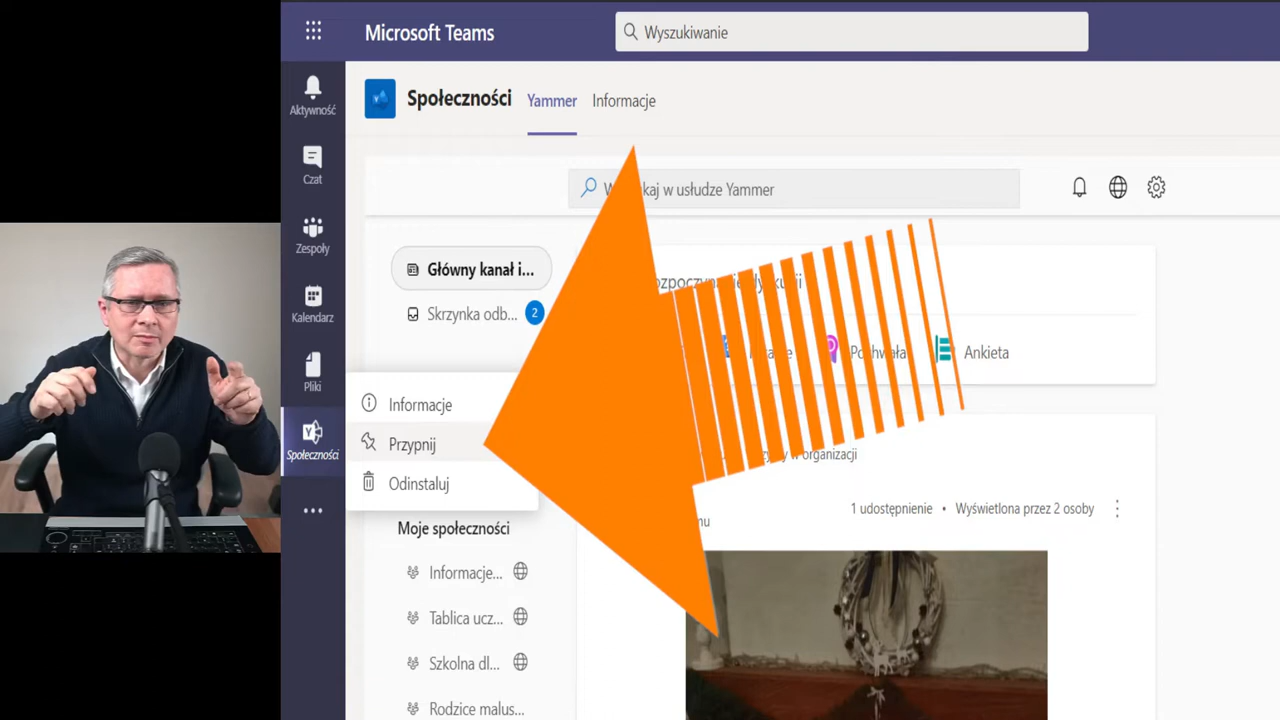 Microsoft Teams
Wyszukiwanie
Aktywność
Czat
Zespoły
Kalendarz
Pliki
Społeczności
Społeczności
Yammer
Informacje
kaj w usłudze Yammer
Główny kanał i...
Skrzynka odb...
2
Ankieta
Informacje
Przypnij
Odinstaluj
w organizacji
1 udostępnienie • Wyświetlona przez 2 osoby
Moje społeczności
Informacje...
Tablica ucz...
Szkolna dl...
Rodzice malus...